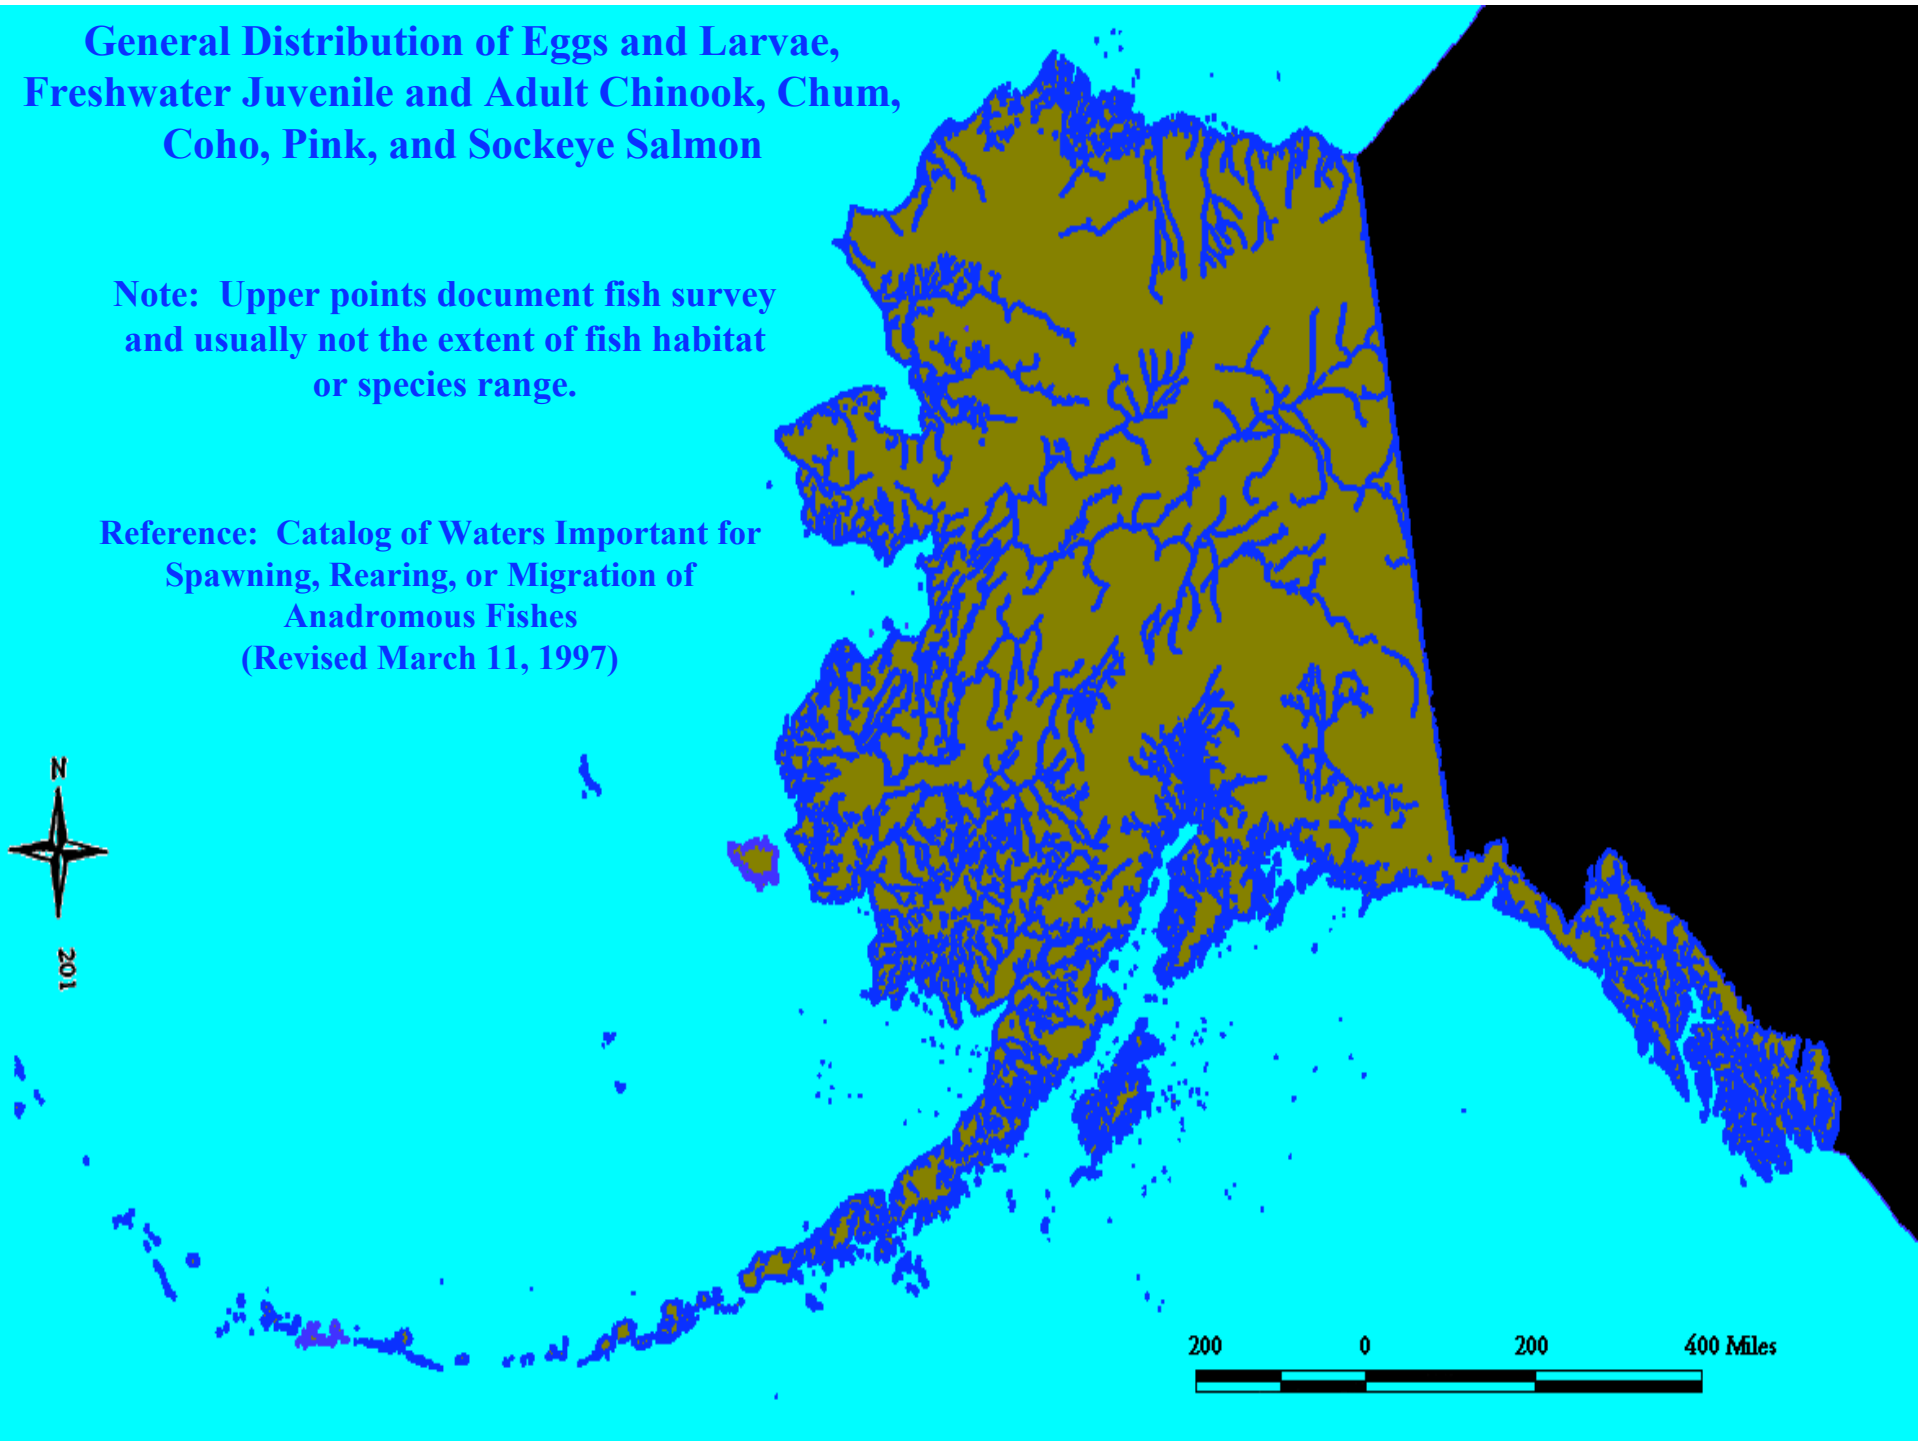 General Distribution of Eggs and Larvae,
Freshwater Juvenile and Adult Chinook, Chum,
Coho, Pink, and Sockeye Salmon
Note: Upper points document fish survey
and usually not the extent of fish habitat
or species range.
Reference: Catalog of Waters Important for
Spawning, Rearing, or Migration of
Anadromous Fishes
(Revised March 11, 1997)
N
201
200 0 200 400 Miles